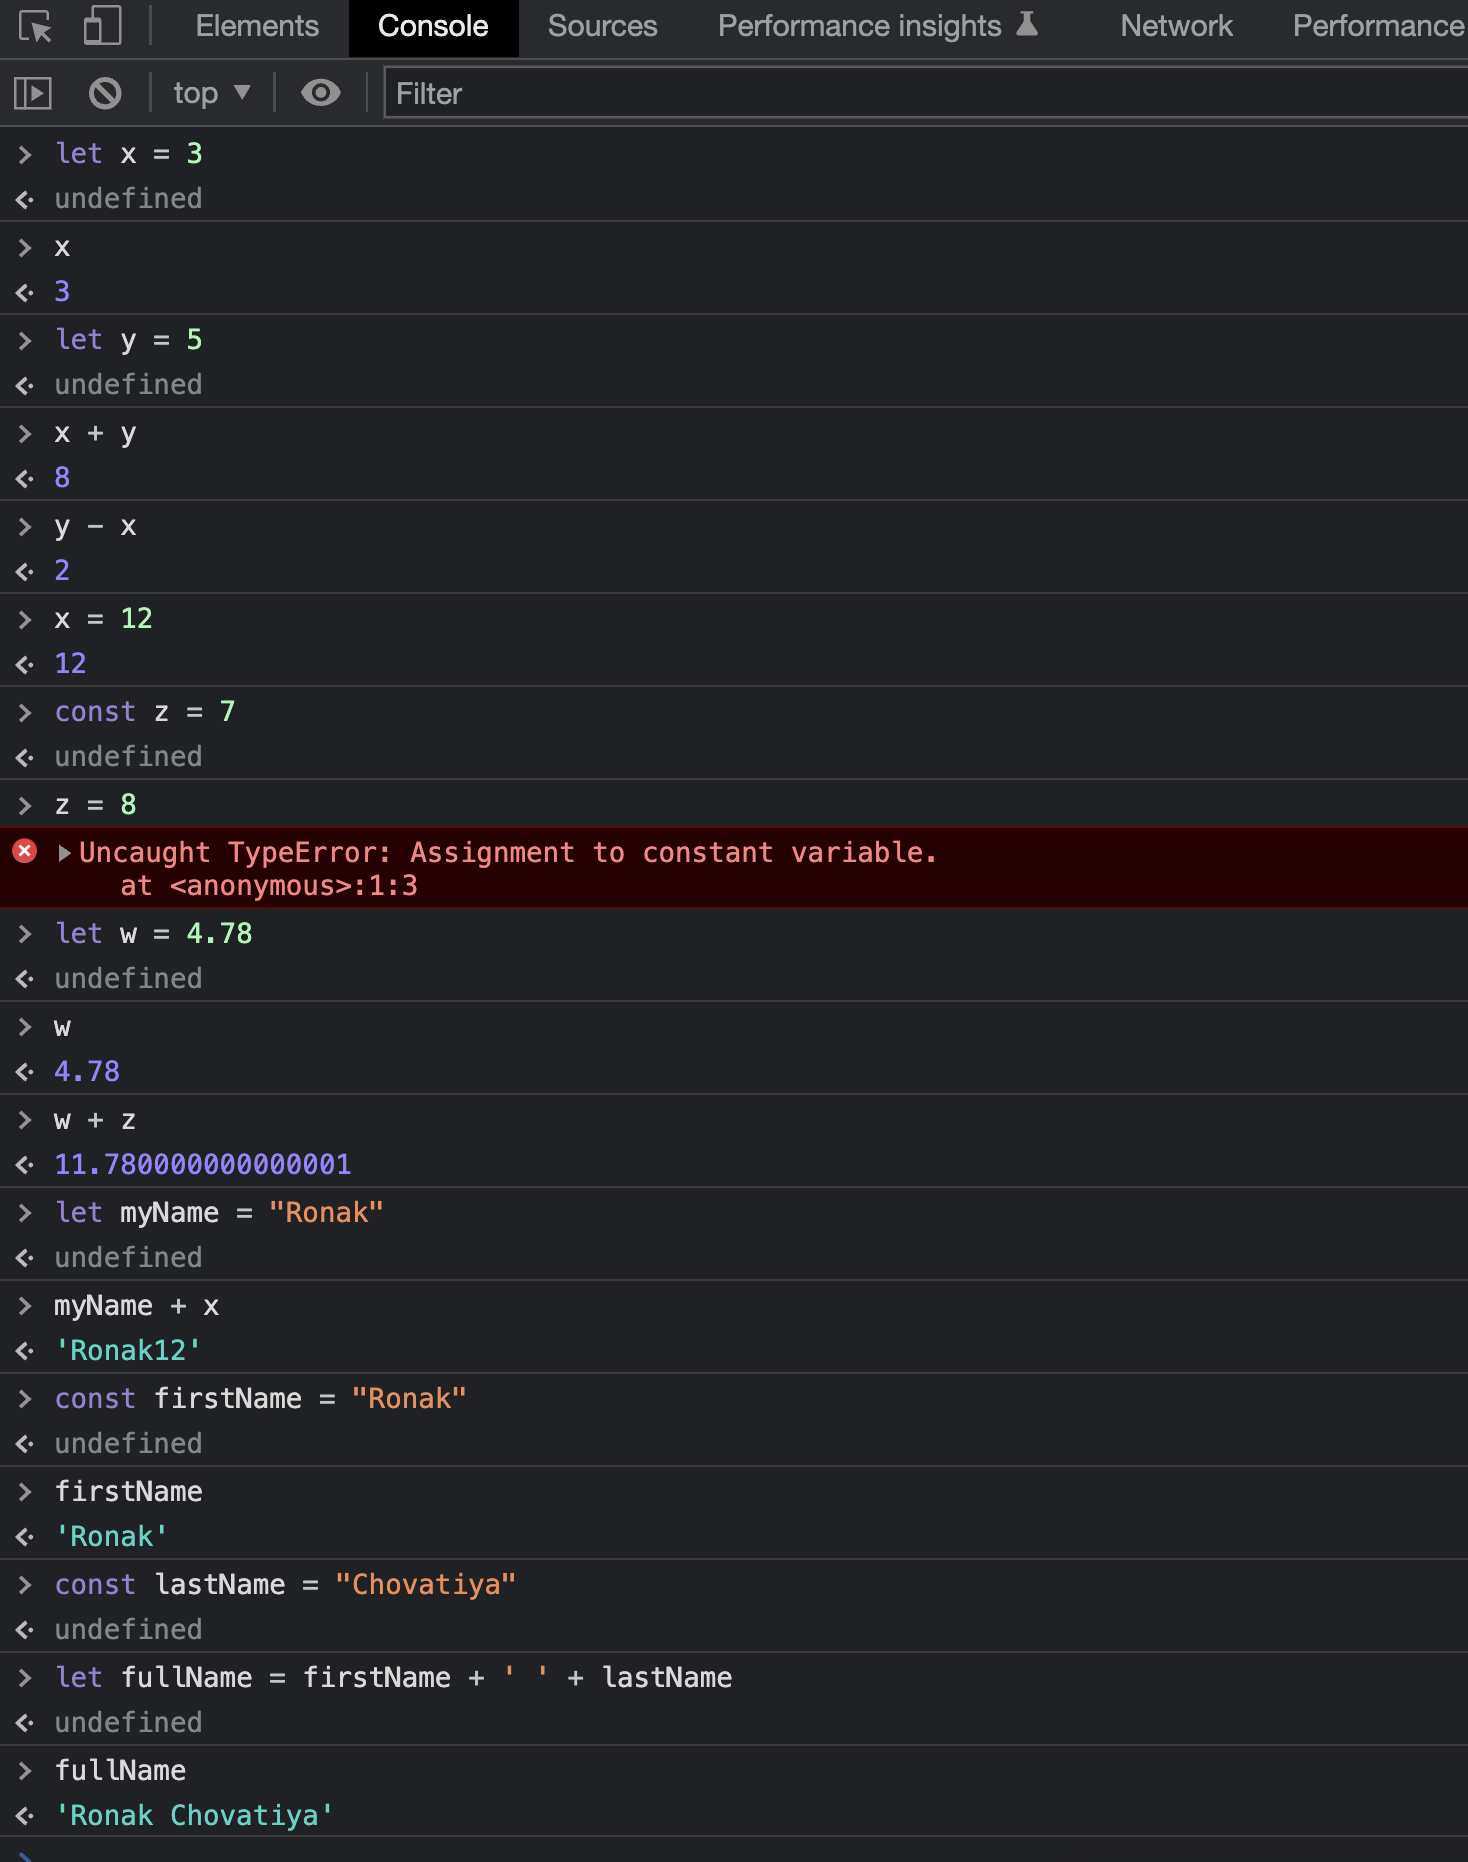 Elements Console Sources Performance insights Network Performance
top Filter
let x = 3
undefined
x
3
let y = 5
undefined
x + y
8
y - x
2
x = 12
12
const z = 7
undefined
z = 8
Uncaught TypeError: Assignment to constant variable.
at <anonymous>:1:3
let w = 4.78
undefined
w
4.78
w + z
11.780000000000001
let myName = "Ronak"
undefined
myName + x
'Ronak12'
const firstName = "Ronak"
undefined
firstName
'Ronak'
const lastName = "Chovatiya"
undefined
let fullName = firstName + ' ' + lastName
undefined
fullName
'Ronak Chovatiya'